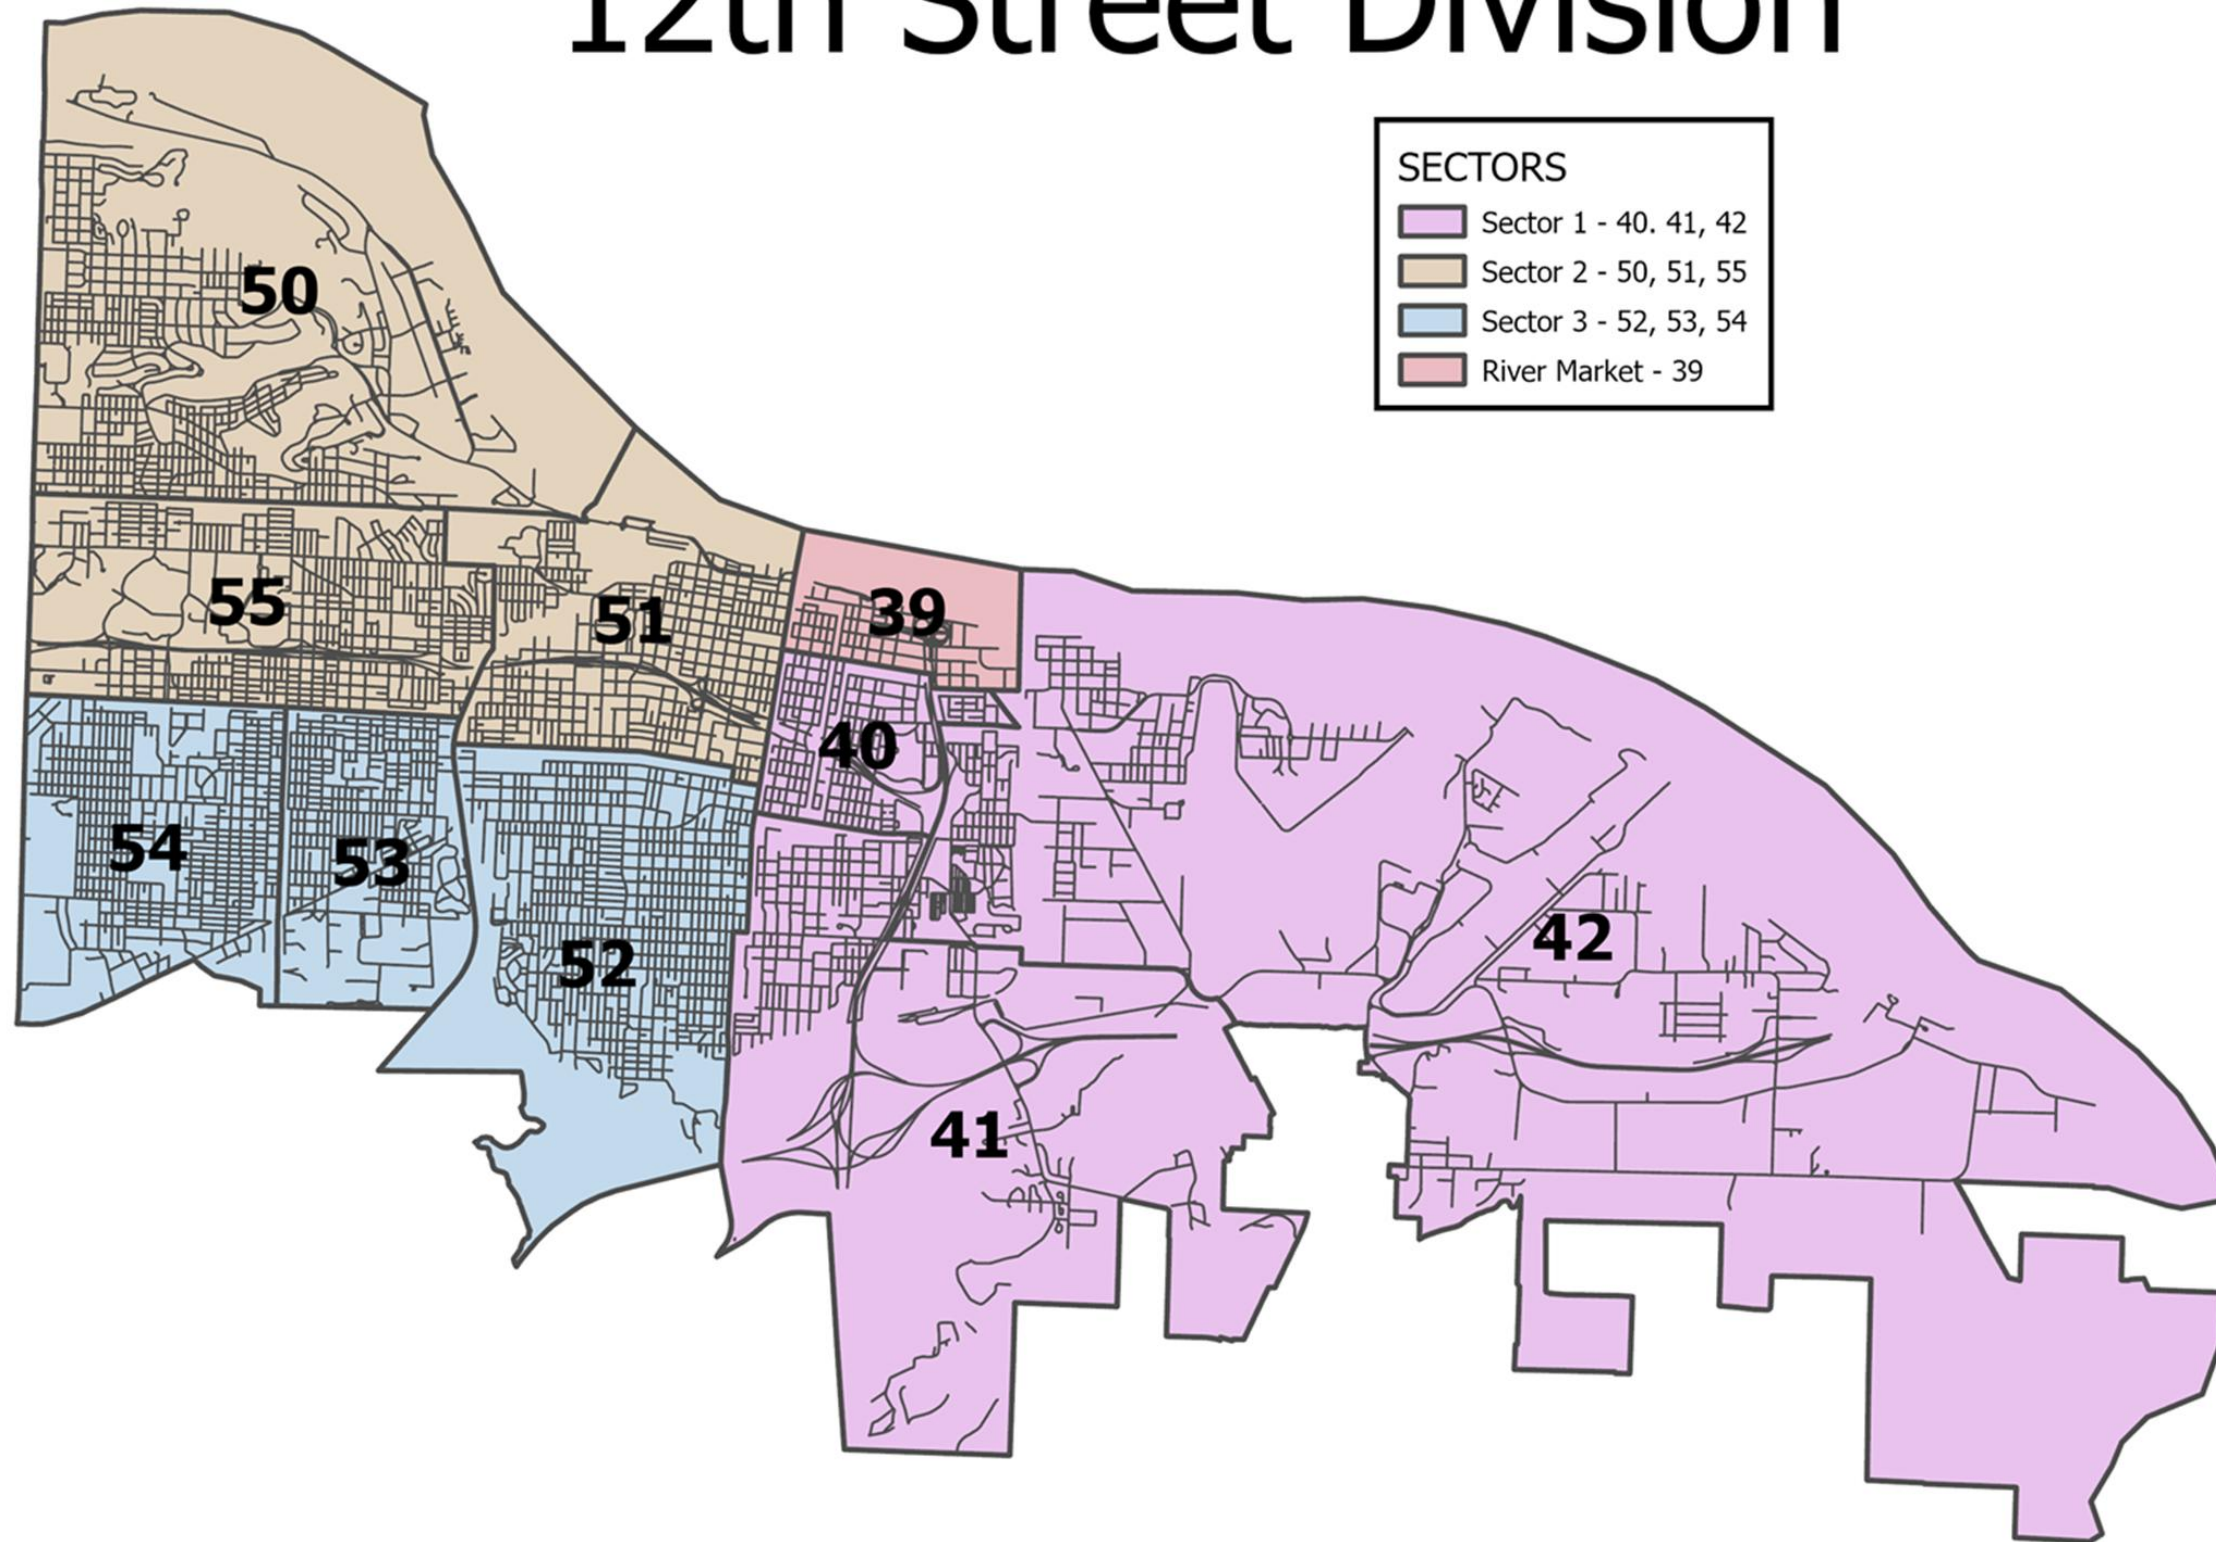 12th Street Division
SECTORS
Sector 1 - 40. 41, 42
Sector 2 - 50, 51, 55
Sector 3 - 52, 53, 54
River Market - 39
50
55
51
39
40
54
53
52
42
41